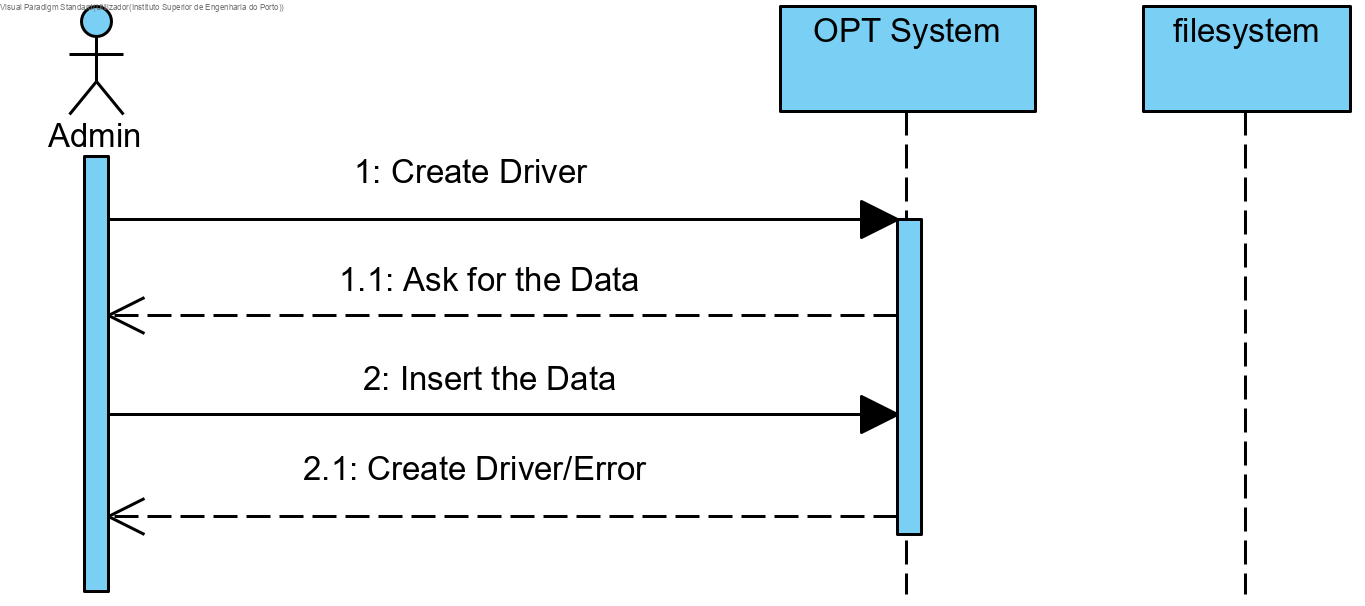 Visual Paradigm Standard(Utilizador(Instituto Superior de Engenharia do Porto))
OPT System
filesystem
Admin
1: Create Driver
1.1: Ask for the Data
2: Insert the Data
2.1: Create Driver/Error